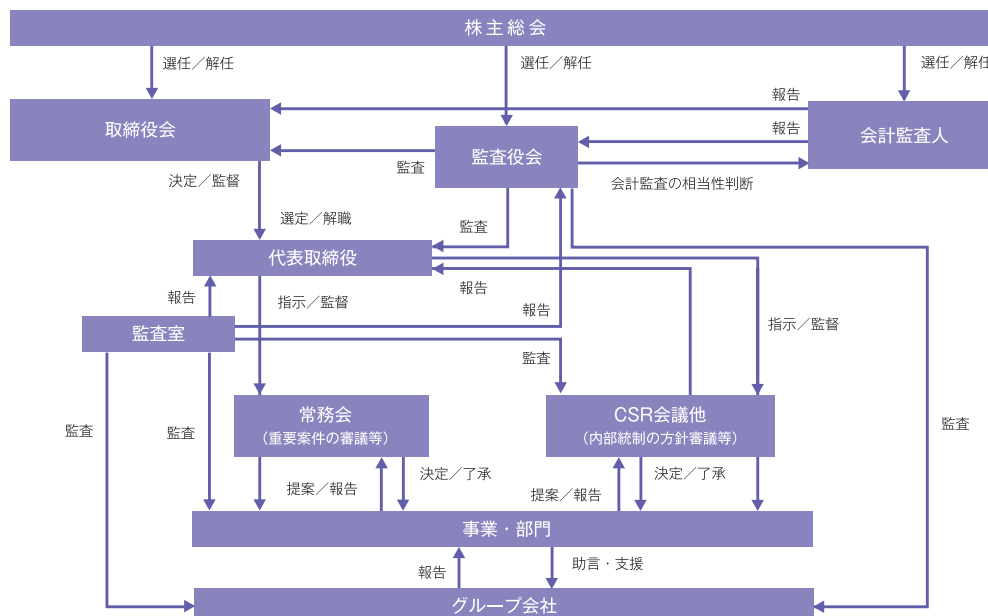 株主総会
選任／解任
選任／解任
選任／解任
取締役会
監査役会
会計監査人
報告
報告
監査
会計監査の相当性判断
決定／監督
選定／解職
監査
代表取締役
報告
報告
指示／監督
報告
指示／監督
監査室
監査
常務会
（重要案件の審議等）
CSR会議他
（内部統制の方針審議等）
監査
監査
監査
提案／報告
決定／了承
提案／報告
決定／了承
事業・部門
報告
助言・支援
グループ会社